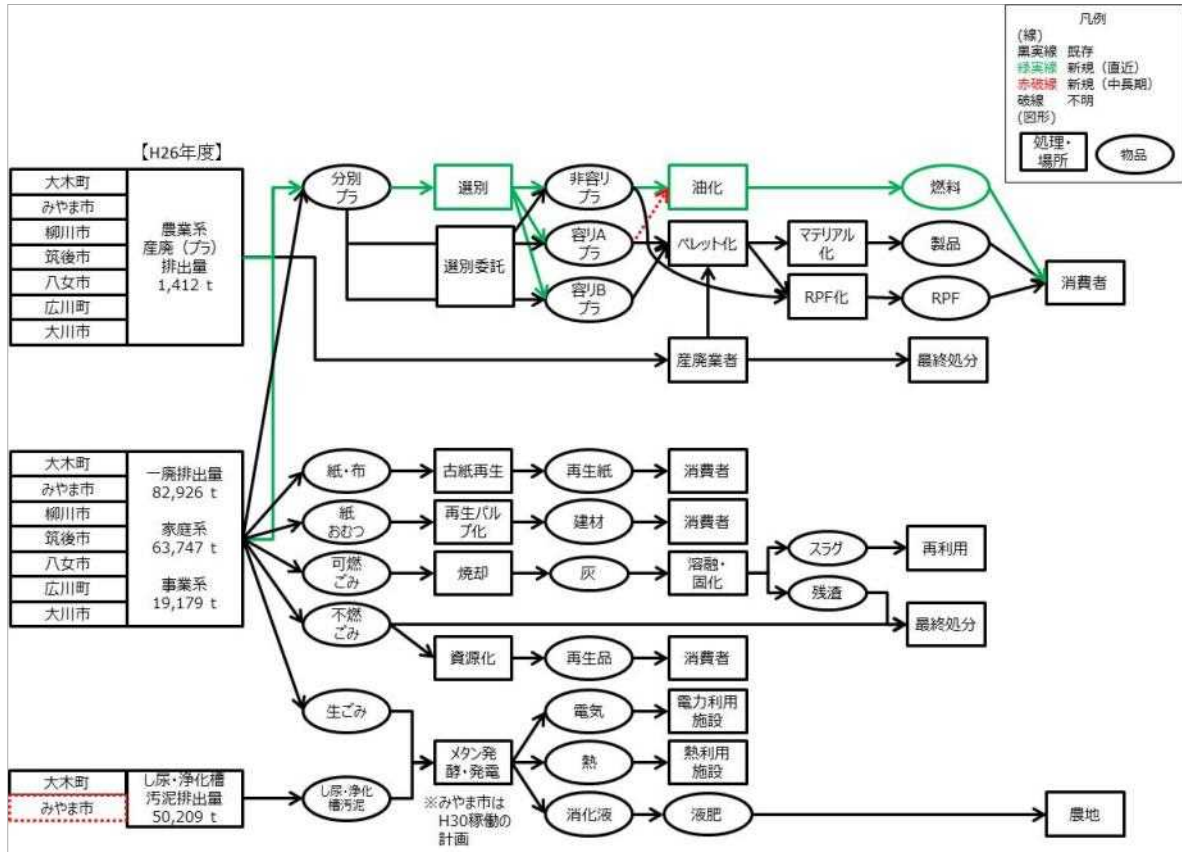 凡例
(線)
黒実線 既存
緑実線 新規（直近）
赤破線 新規（中長期）
破線 不明
(図形)
処理・
場所
物品
【H26年度】
大木町
みやま市
柳川市
筑後市
八女市
広川町
大川市
農業系
産廃（プラ）
排出量
1,412 t
分別
プラ
選別
選別委託
非容リ
プラ
容リA
プラ
容リB
プラ
油化
ペレット化
マテリアル
化
RPF化
燃料
製品
RPF
消費者
産廃業者
最終処分
大木町
みやま市
柳川市
筑後市
八女市
広川町
大川市
一廃排出量
82,926 t
家庭系
63,747 t
事業系
19,179 t
紙・布
古紙再生
再生紙
消費者
紙
おむつ
再生パル
プ化
建材
消費者
可燃
ごみ
焼却
灰
溶融・
固化
スラグ
再利用
残渣
最終処分
不燃
ごみ
資源化
再生品
消費者
生ごみ
大木町
みやま市
し尿・浄化槽
汚泥排出量
50,209 t
し尿・浄化
槽汚泥
メタン発
酵・発電
※みやま市は
H30稼働の
計画
電気
電力利用
施設
熱
熱利用
施設
消化液
液肥
農地